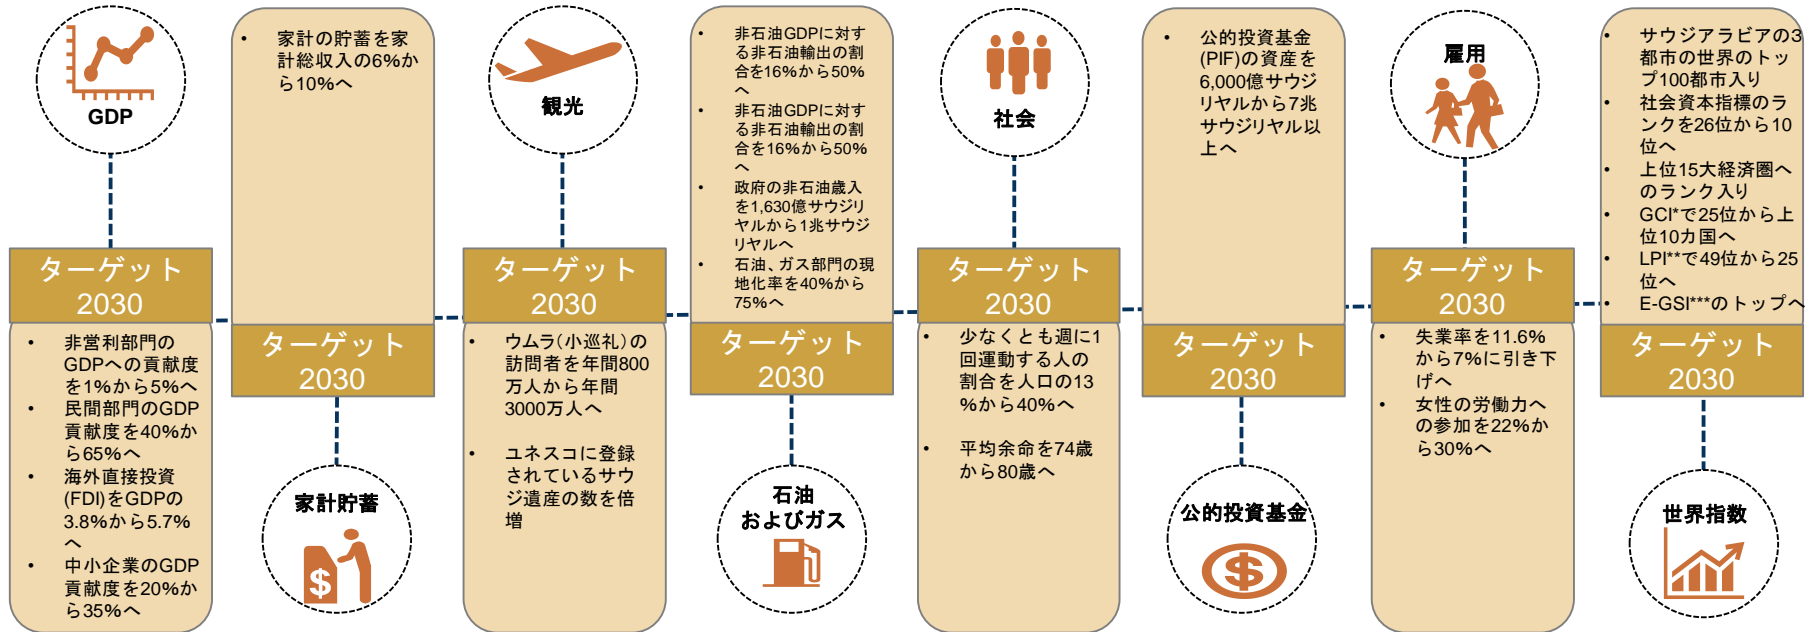 GDP
ターゲット
2030
• 非営利部門の
GDPへの貢献度
を1%から5%へ
• 民間部門のGDP
貢献度を40%か
ら65%へ
• 海外直接投資
(FDI)をGDPの
3.8%から5.7%
へ
• 中小企業のGDP
貢献度を20%か
ら35%へ
• 家計の貯蓄を家
計総収入の6%か
ら10%へ
ターゲット
2030
家計貯蓄
$
観光
ターゲット
2030
• ウムラ(小巡礼)の
訪問者を年間800
万人から年間
3000万人へ
• ユネスコに登録
されているサウ
ジ遺産の数を倍
増
• 非石油GDPに対す
る非石油輸出の割
合を16%から50%
へ
• 非石油GDPに対す
る非石油輸出の割
合を16%から50%
へ
• 政府の非石油歳入
を1,630億サウジリ
ヤルから1兆サウジ
リヤルへ
• 石油、ガス部門の現
地化率を40%から
75%へ
ターゲット
2030
石油
およびガス
社会
ターゲット
2030
• 少なくとも週に1
回運動する人の
割合を人口の13
%から40%へ
• 平均余命を74歳
から80歳へ
• 公的投資基金
(PIF)の資産を
6,000億サウジ
リヤルから7兆
サウジリヤル以
上へ
ターゲット
2030
公的投資基金
$
雇用
ターゲット
2030
• 失業率を11.6%
から7%に引き下
げへ
• 女性の労働力へ
の参加を22%か
ら30%へ
• サウジアラビアの3
都市の世界のトッ
プ100都市入り
• 社会資本指標のラ
ンクを26位から10
位へ
• 上位15大経済圏へ
のランク入り
• GCI*で25位から上
位10カ国へ
• LPI**で49位から25
位へ
• E-GSI***のトップへ
ターゲット
2030
世界指数